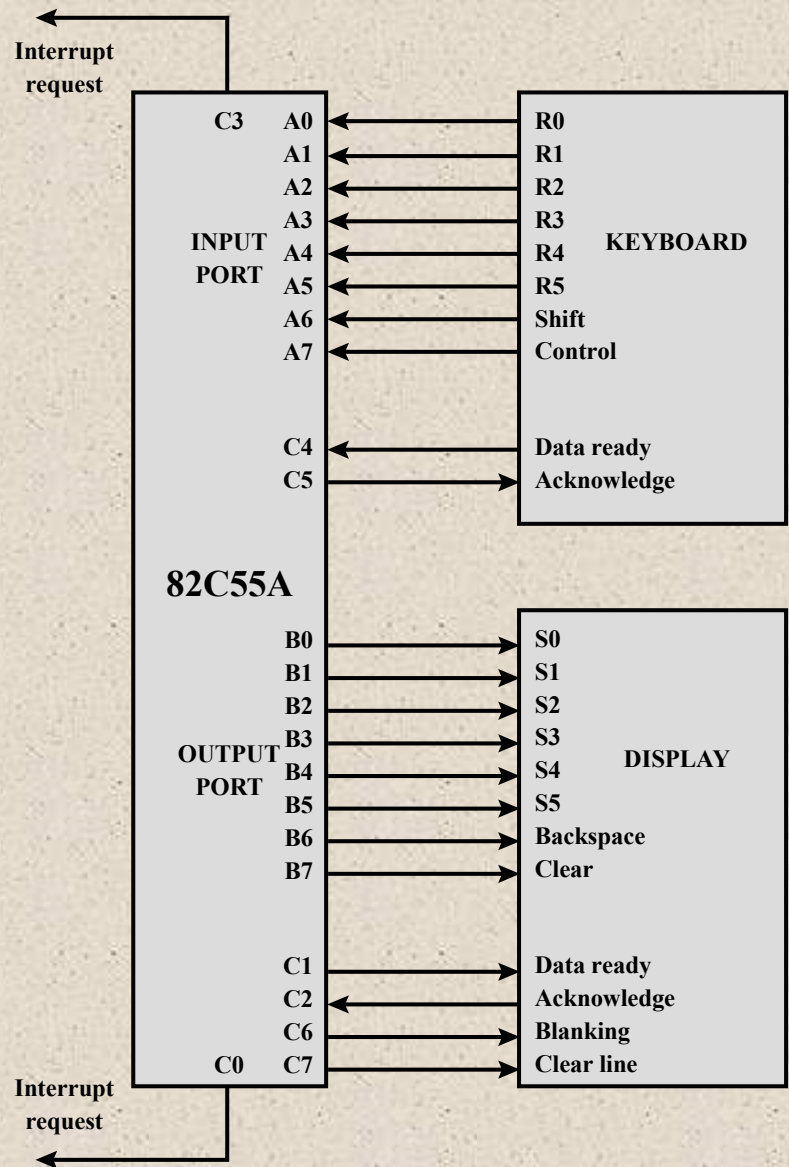 Interrupt
request
C3
A0
R0
A1
R1
A2
R2
A3
R3
INPUT
PORT
A4
R4
KEYBOARD
A5
R5
A6
Shift
A7
Control
C4
Data ready
C5
Acknowledge
82C55A
B0
S0
B1
S1
B2
S2
B3
S3
OUTPUT
PORT
B4
S4
DISPLAY
B5
S5
B6
Backspace
B7
Clear
C1
Data ready
C2
Acknowledge
C6
Blanking
C0
C7
Clear line
Interrupt
request